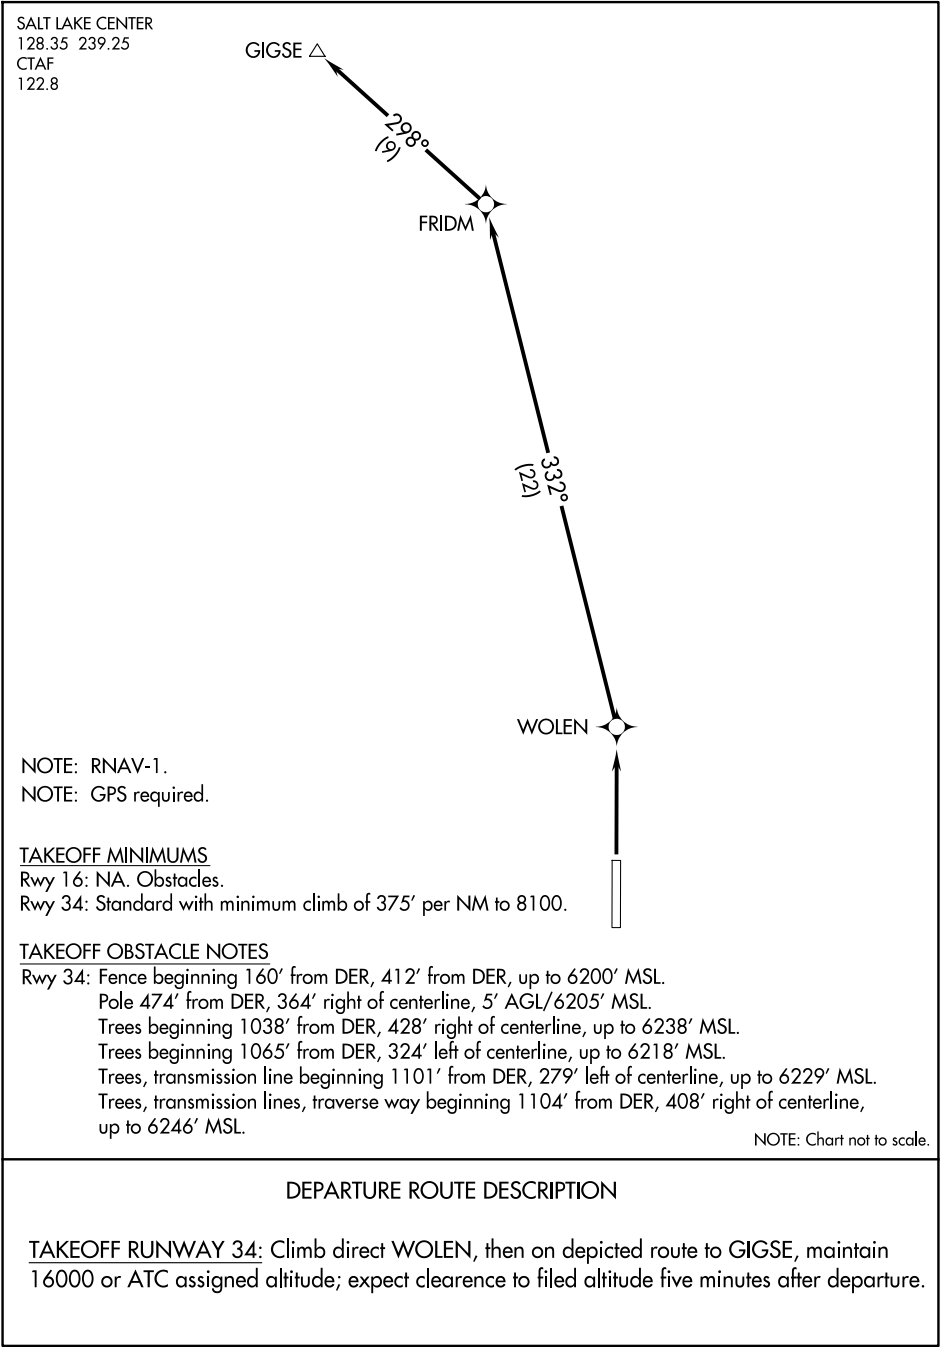 SALT LAKE CENTER
128.35 239.25
CTAF
122.8
GIGSE
298°
(9)
FRIDM
332°
(22)
WOLEN
NOTE: RNAV-1.
NOTE: GPS required.
TAKEOFF MINIMUMS
Rwy 16: NA. Obstacles.
Rwy 34: Standard with minimum climb of 375’ per NM to 8100.
TAKEOFF OBSTACLE NOTES
Rwy 34: Fence beginning 160’ from DER, 412’ from DER, up to 6200’ MSL.
Pole 474’ from DER, 364’ right of centerline, 5’ AGL/6205’ MSL.
Trees beginning 1038’ from DER, 428’ right of centerline, up to 6238’ MSL.
Trees beginning 1065’ from DER, 324’ left of centerline, up to 6218’ MSL.
Trees, transmission line beginning 1101’ from DER, 279’ left of centerline, up to 6229’ MSL.
Trees, transmission lines, traverse way beginning 1104’ from DER, 408’ right of centerline,
up to 6246’ MSL.
NOTE: Chart not to scale.
DEPARTURE ROUTE DESCRIPTION
TAKEOFF RUNWAY 34: Climb direct WOLEN, then on depicted route to GIGSE, maintain
16000 or ATC assigned altitude; expect clearence to filed altitude five minutes after departure.